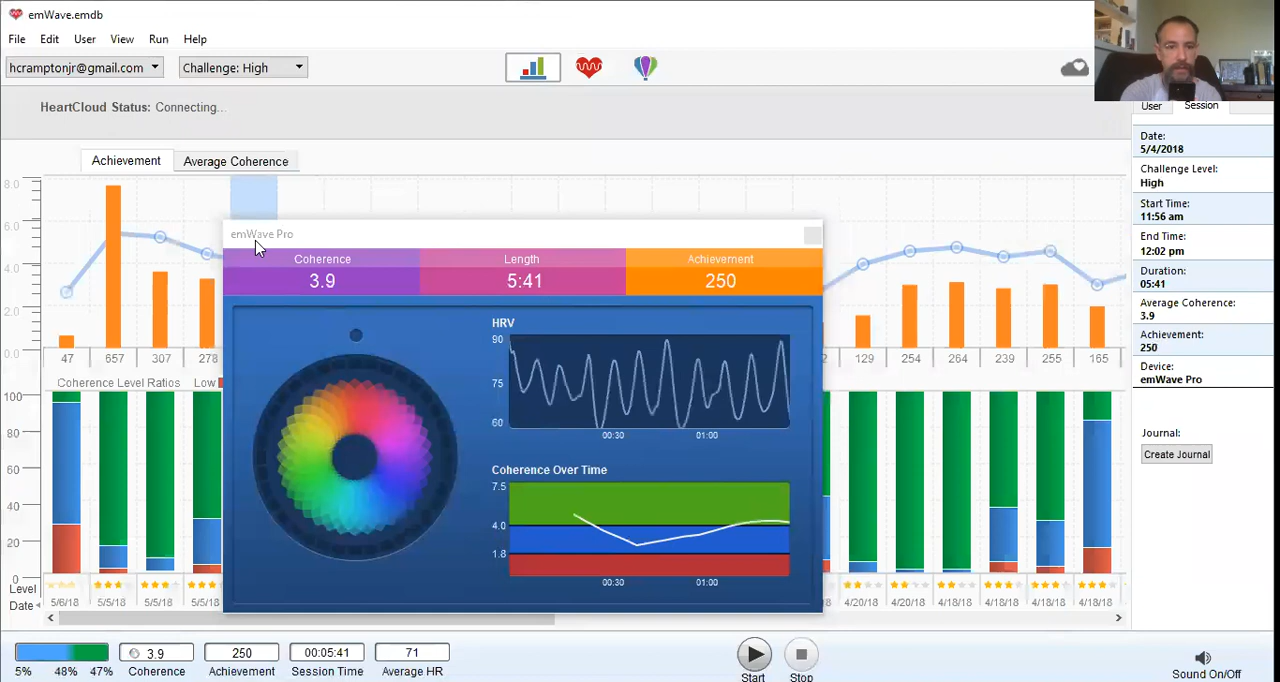 emWave.emdb
File Edit User View Run Help
hcramptonjr@gmail.com Challenge: High
HeartCloud Status: Connecting...
User Session
Date:
5/4/2018
Challenge Level:
High
Start Time:
11:56 am
End Time:
12:02 pm
Duration:
05:41
Average Coherence:
3.9
Achievement:
250
Device:
emWave Pro
Journal:
Create Journal
Achievement Average Coherence
8.0
6.0
4.0
2.0
0.0
47 657 307 278
129 254 264 239 255 165
emWave Pro
Coherence Length Achievement
3.9 5:41 250
HRV
90
75
60
00:30 01:00
Coherence Over Time
7.5
4.0
1.8
00:30 01:00
Coherence Level Ratios Low
100
80
60
40
20
0
Level
Date
5/6/18 5/5/18 5/5/18 5/5/18
4/20/18 4/20/18 4/18/18 4/18/18 4/18/18 4/18/18
5% 48% 47%
3.9 250 00:05:41 71
Coherence Achievement Session Time Average HR
Start Stop
Sound On/Off